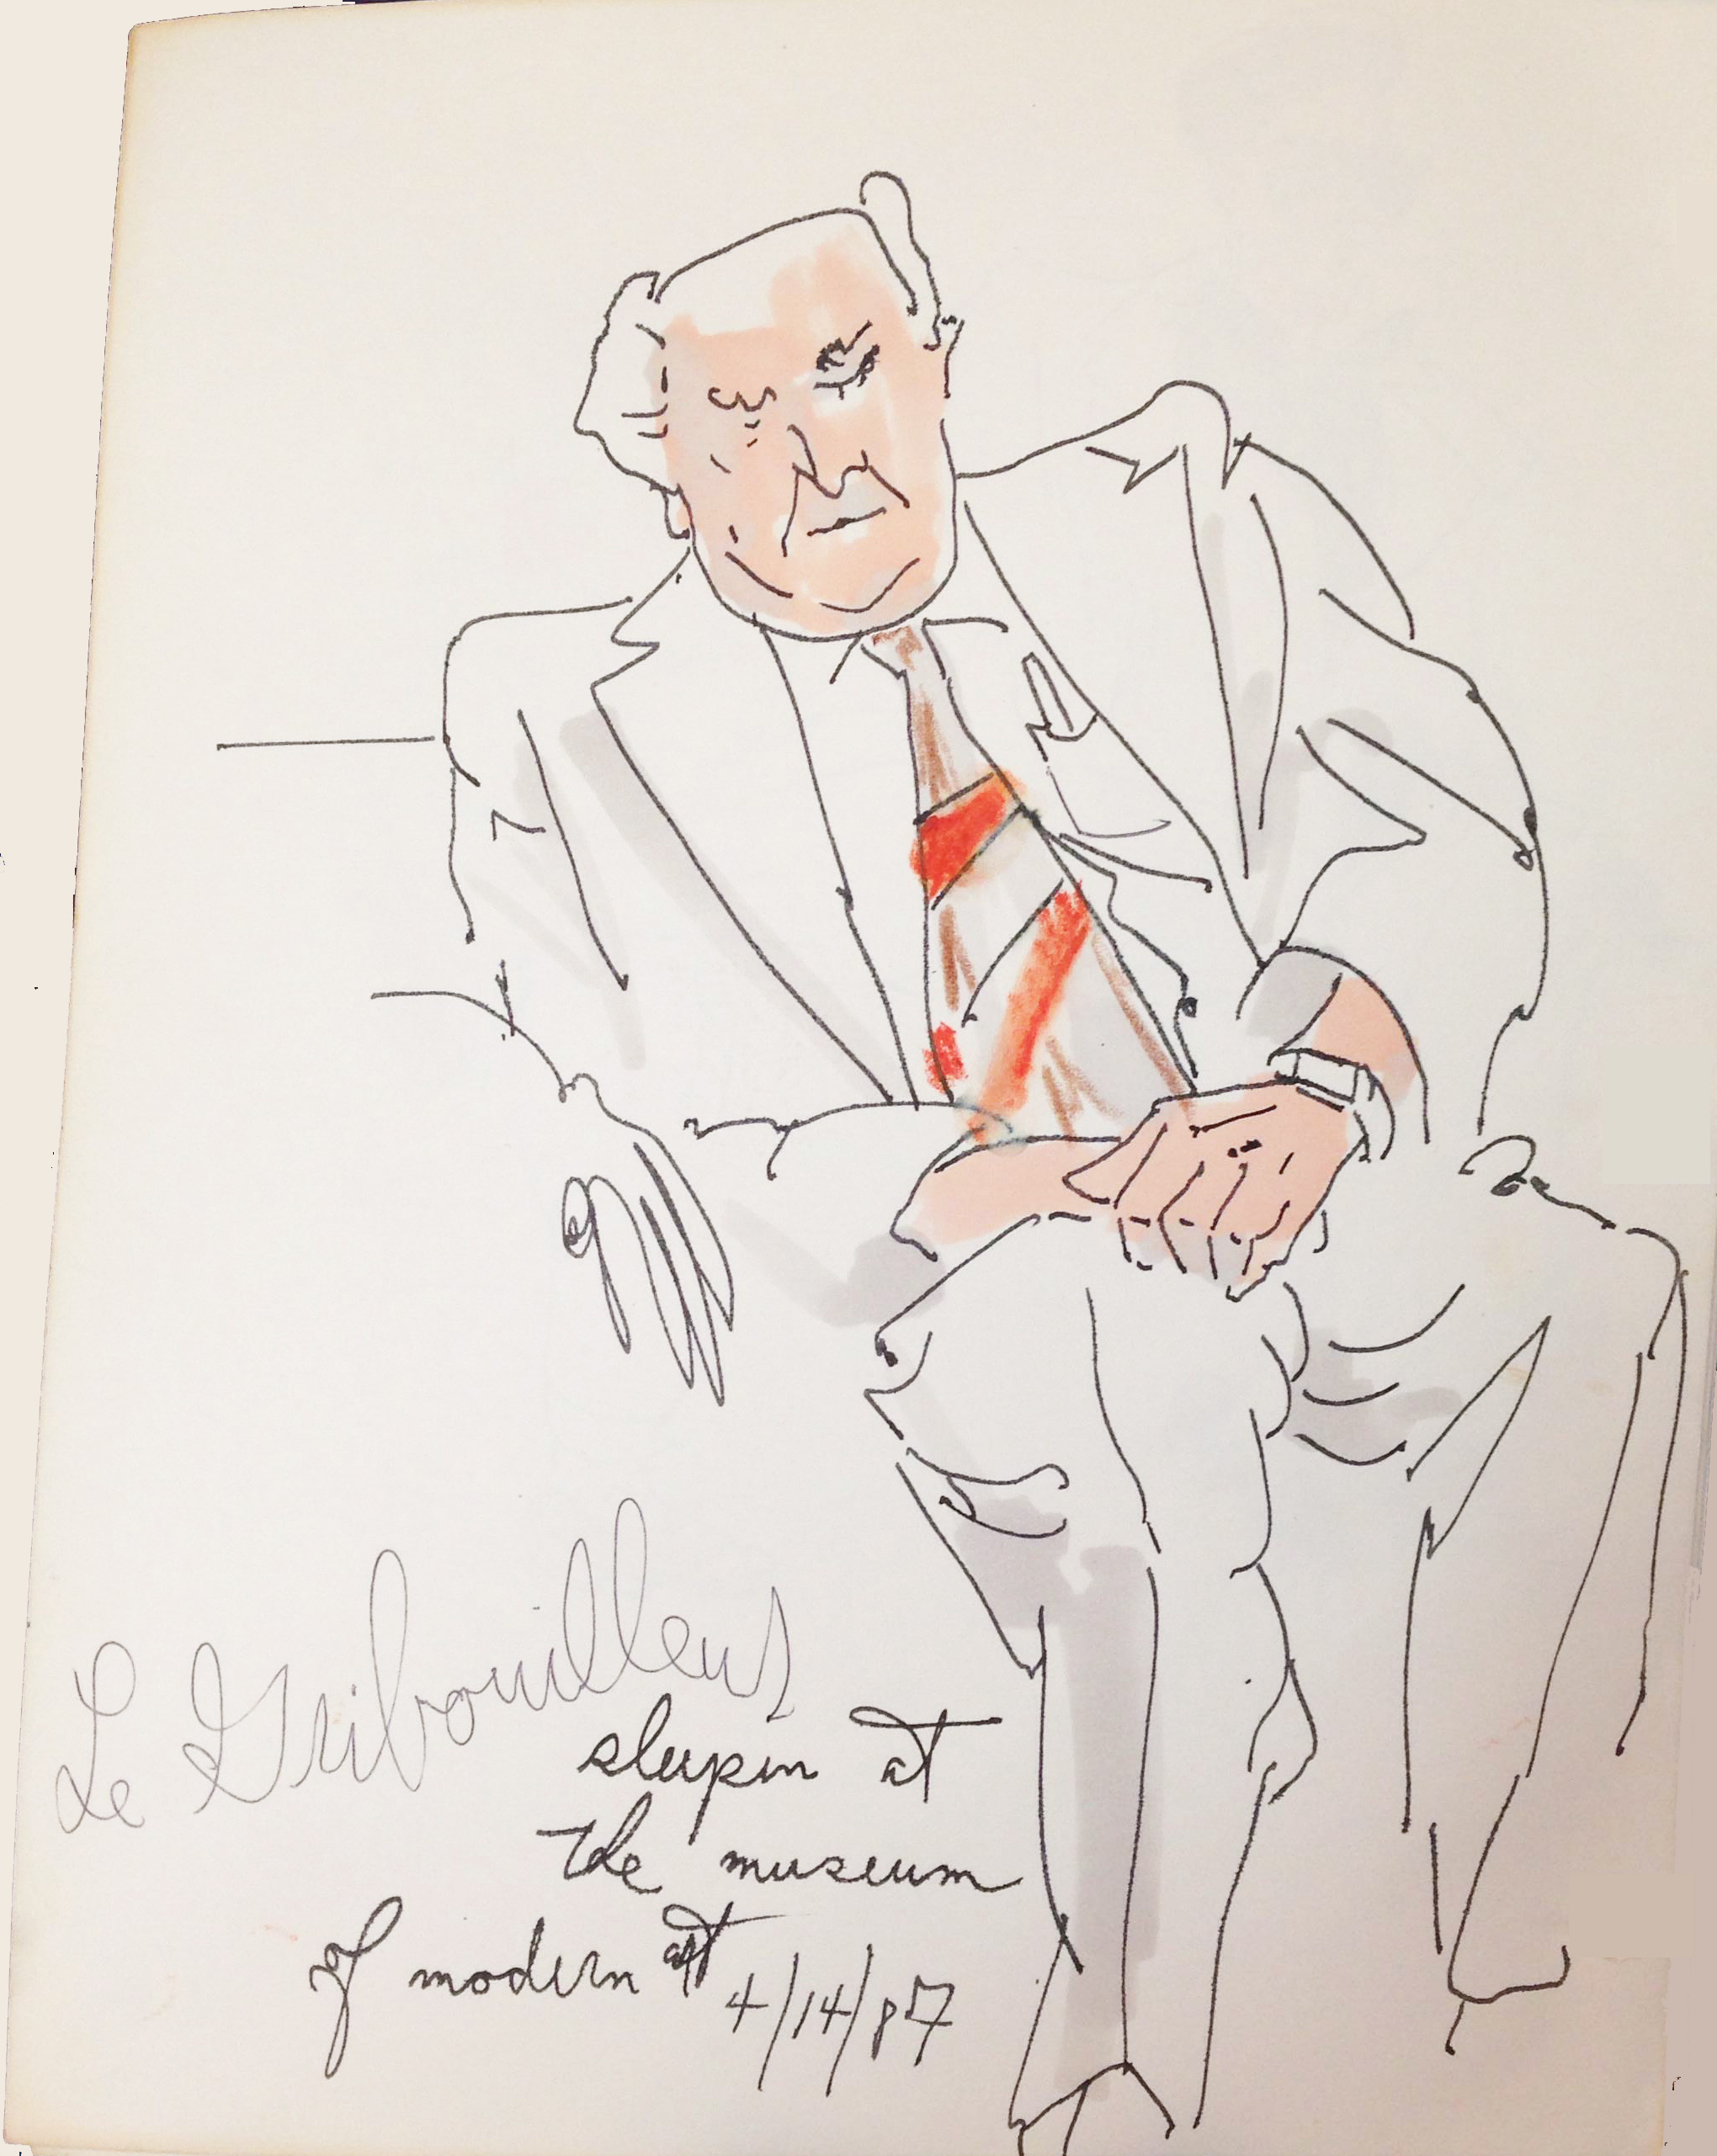 Le Gribouilleur
sleepin at
the museum
of modern art
4/14/87